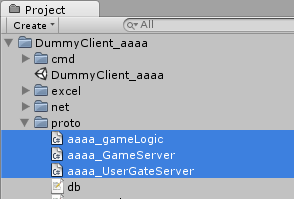 Project
Create All
DummyClient_aaaa
cmd
DummyClient_aaaa
excel
net
proto
aaaa_gameLogic
aaaa_GameServer
aaaa_UserGateServer
db